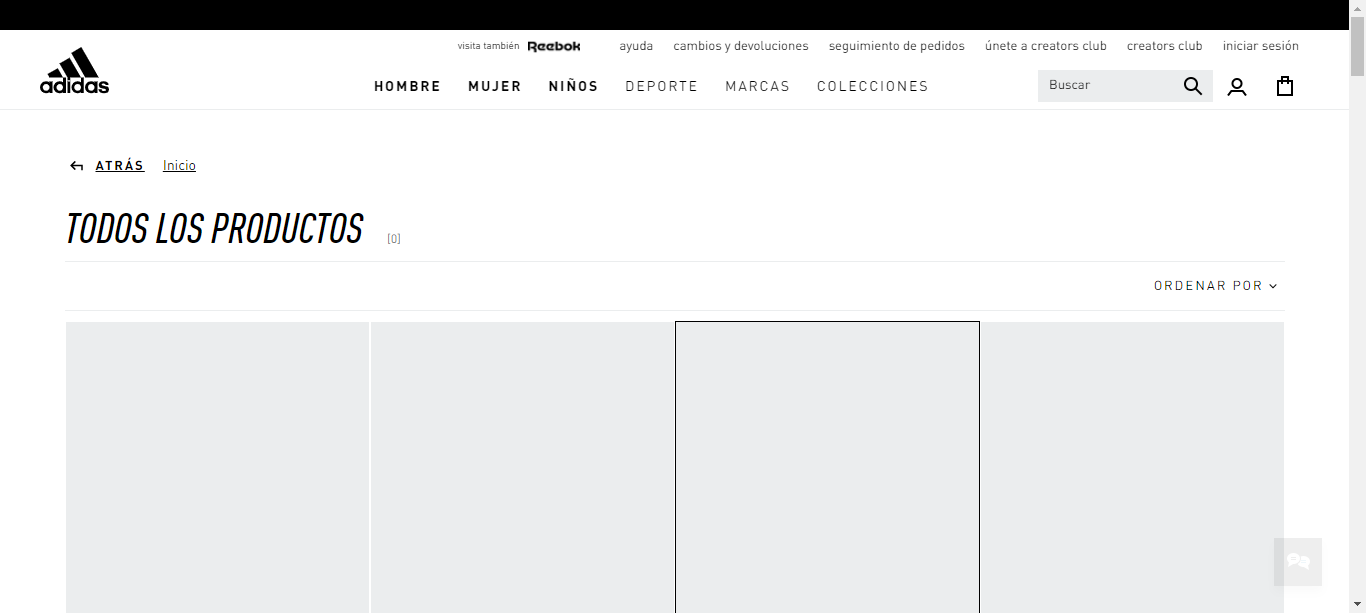 visita también Reebok ayuda cambios y devoluciones seguimiento de pedidos únete a creators club creators club iniciar sesión
adidas
HOMBRE MUJER NIÑOS DEPORTE MARCAS COLECCIONES Buscar
ATRÁS Inicio
TODOS LOS PRODUCTOS [0]
ORDENAR POR